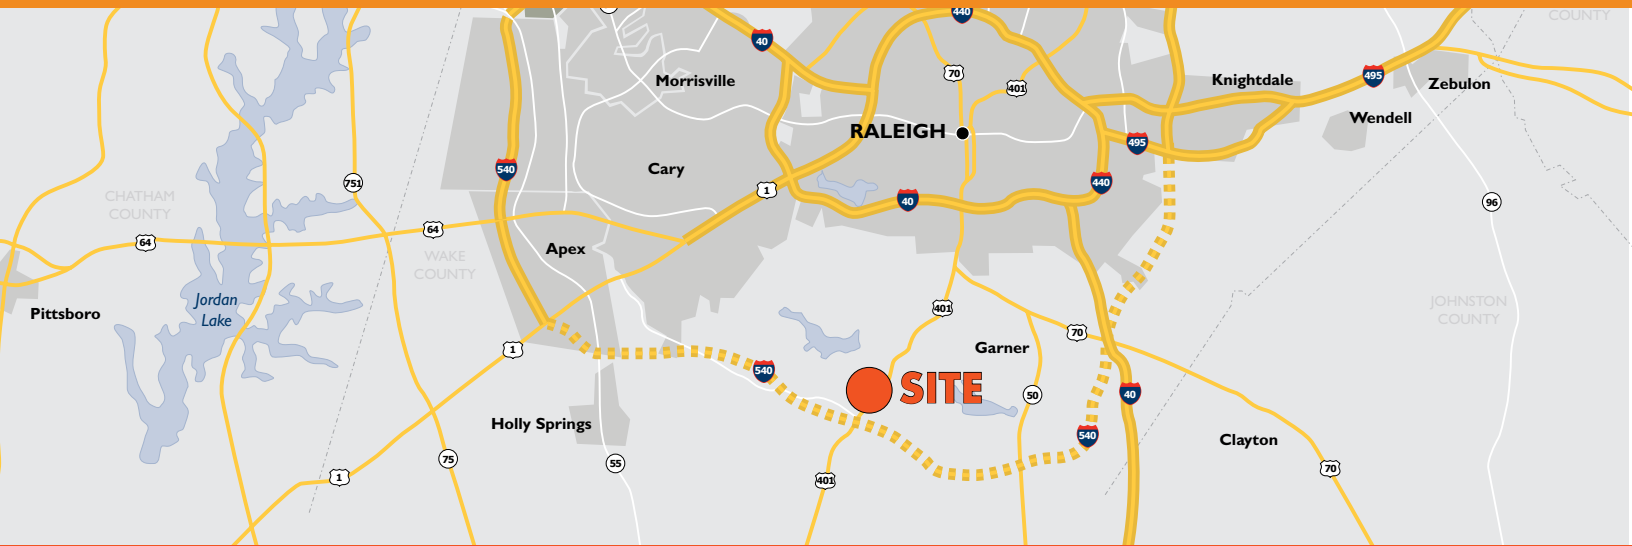 COUNTY
440
40
70
Morrisville
401
Knightdale
495
Zebulon
Wendell
RALEIGH
495
540
Cary
751
1
440
CHATHAM
COUNTY
40
96
64
64
Apex
WAKE
COUNTY
Jordan
Lake
Pittsboro
401
JOHNSTON
COUNTY
70
1
Garner
540
SITE
50
40
Holly Springs
540
Clayton
75
55
1
401
70